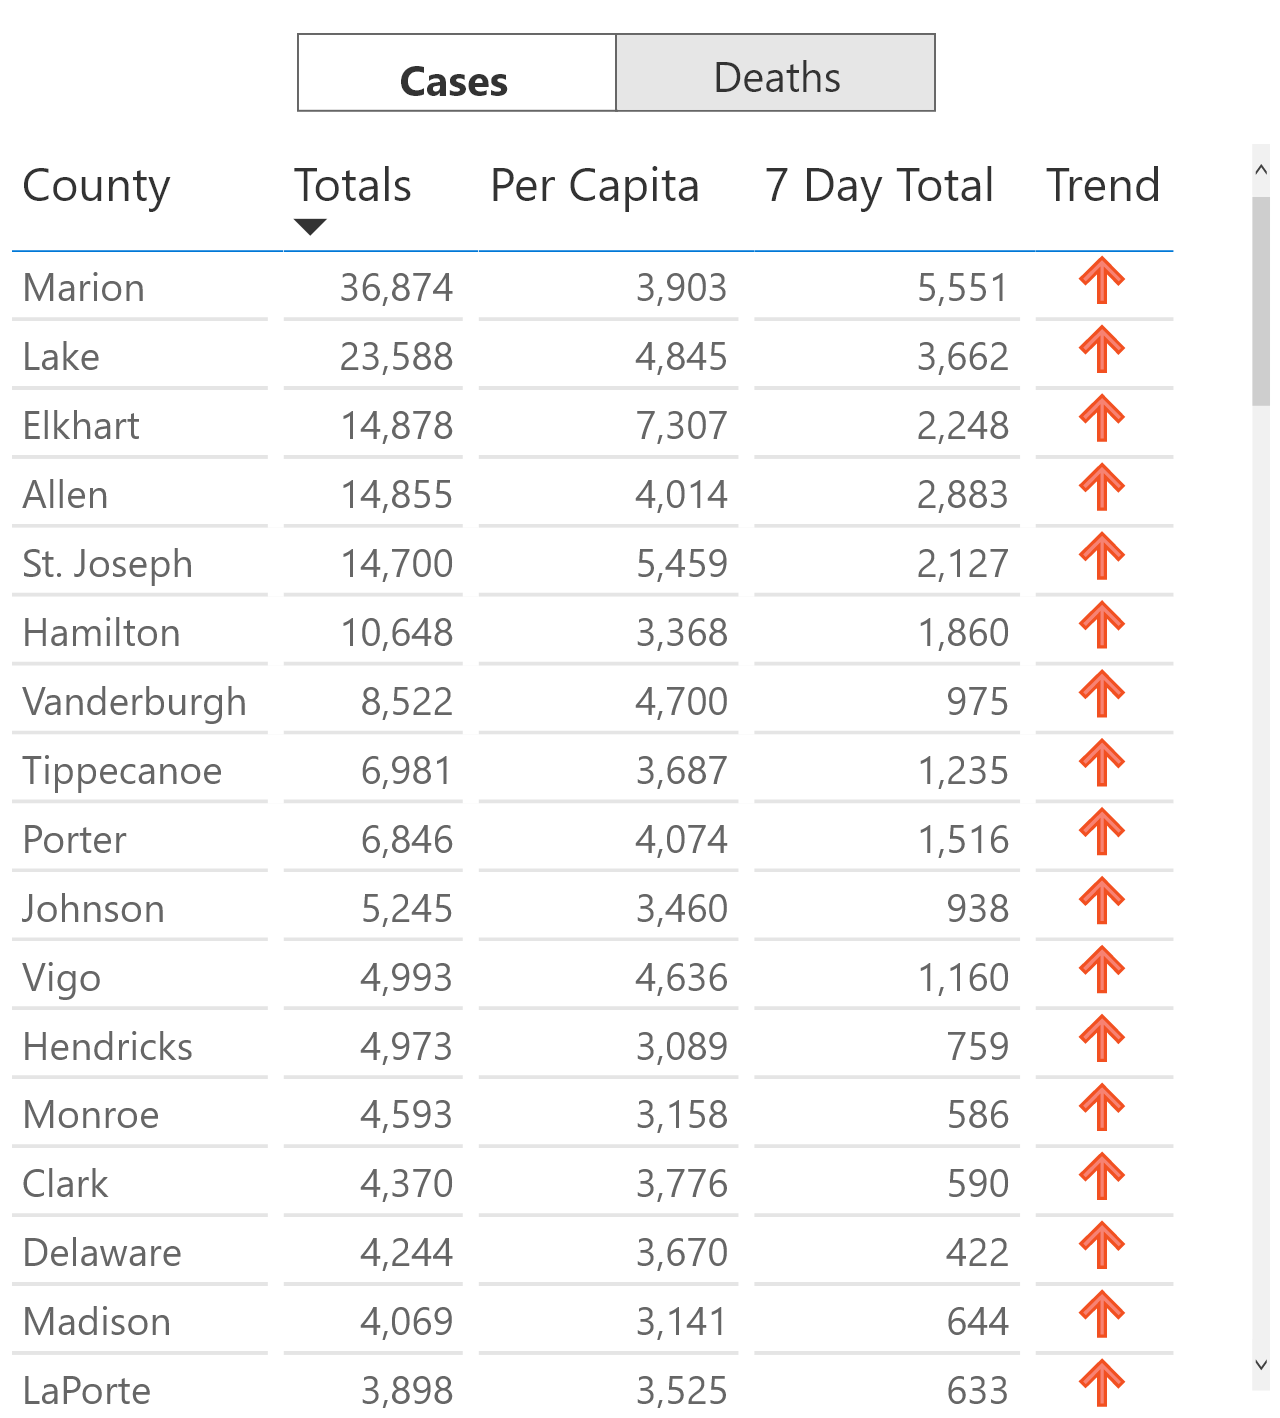 Cases Deaths
County Totals Per Capita 7 Day Total Trend
Marion 36,874 3,903 5,551
Lake 23,588 4,845 3,662
Elkhart 14,878 7,307 2,248
Allen 14,855 4,014 2,883
St. Joseph 14,700 5,459 2,127
Hamilton 10,648 3,368 1,860
Vanderburgh 8,522 4,700 975
Tippecanoe 6,981 3,687 1,235
Porter 6,846 4,074 1,516
Johnson 5,245 3,460 938
Vigo 4,993 4,636 1,160
Hendricks 4,973 3,089 759
Monroe 4,593 3,158 586
Clark 4,370 3,776 590
Delaware 4,244 3,670 422
Madison 4,069 3,141 644
LaPorte 3,898 3,525 633